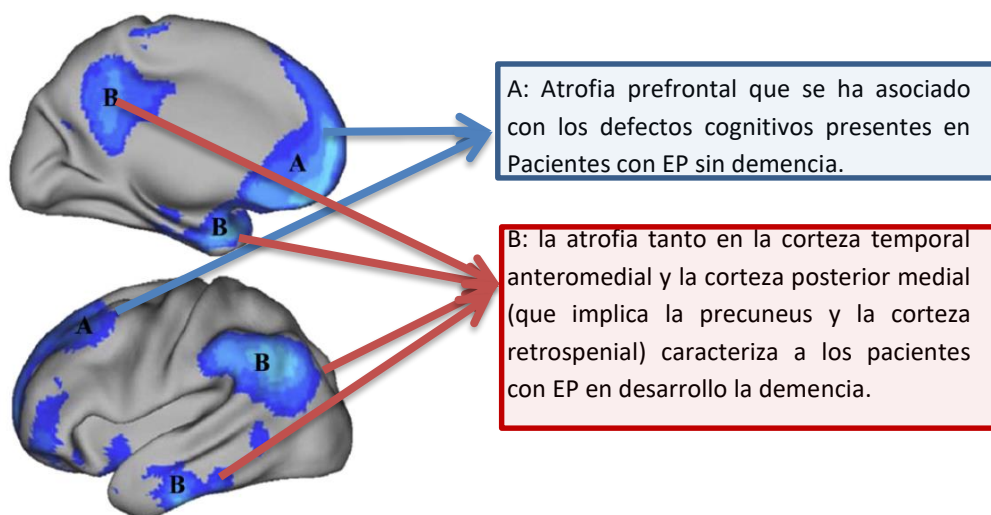 B
A
B
A
B
B
A: Atrofia prefrontal que se ha asociado
con los defectos cognitivos presentes en
Pacientes con EP sin demencia.
B: la atrofia tanto en la corteza temporal
anteromedial y la corteza posterior medial
(que implica la precuneus y la corteza
retrospenial) caracteriza a los pacientes
con EP en desarrollo la demencia.